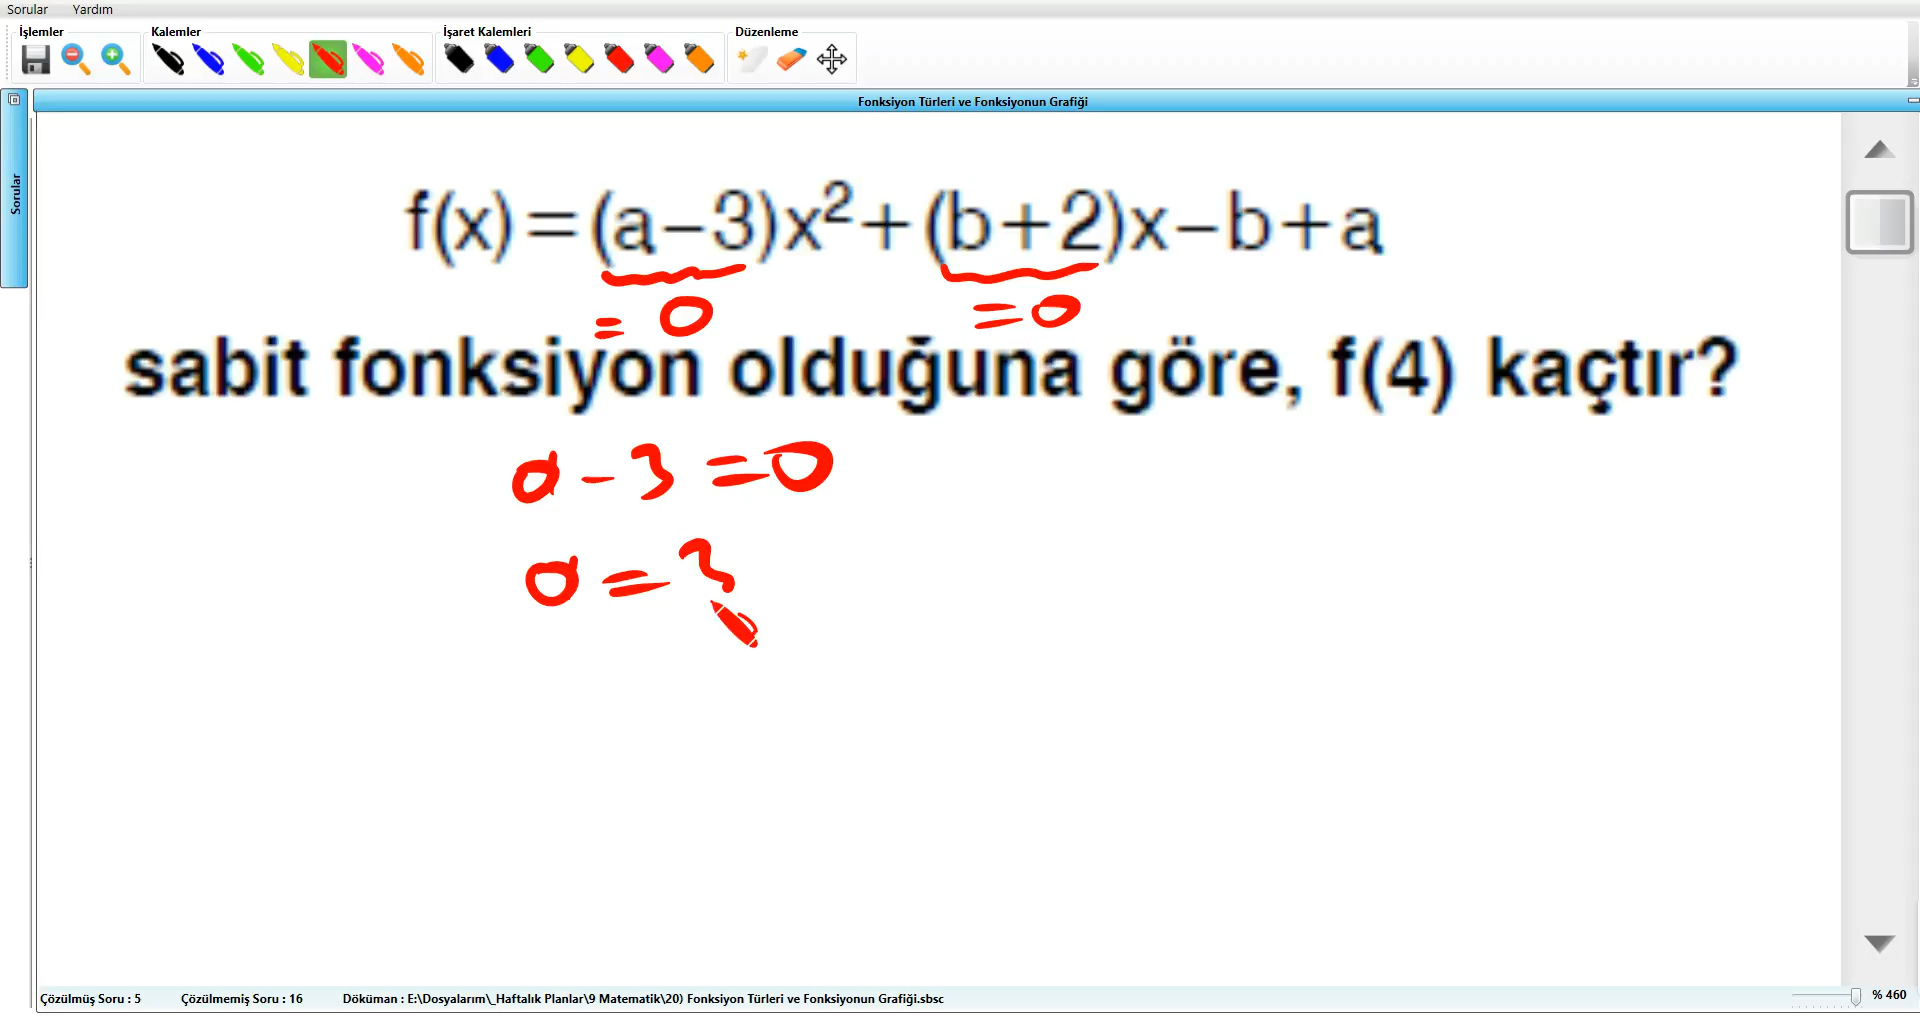 Sorular Yardım
İşlemler Kalemler İşaret Kalemleri Düzenleme
Fonksiyon Türleri ve Fonksiyonun Grafiği
Sorular
f(x)=(a−3)x²+(b+2)x−b+a
= 0 =0
sabit fonksiyon olduğuna göre, f(4) kaçtır?
a - 3 = 0
a = 3
Çözülmüş Soru : 5 Çözülmemiş Soru : 16 Döküman : E:\Dosyalarım\_Haftalık Planlar\9 Matematik\20) Fonksiyon Türleri ve Fonksiyonun Grafiği.sbsc % 460